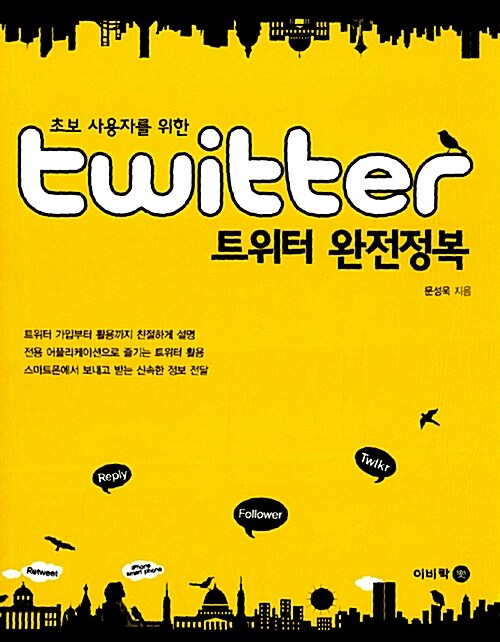 초보 사용자를 위한
twitter
트위터 완전정복
문성욱 지음
트위터 가입부터 활용까지 친절하게 설명
전용 어플리케이션으로 즐기는 트위터 활용
스마트폰에서 보내고 받는 신속한 정보 전달
Reply
Twtkr
Follower
Retweet
iPhone
smart phone
이비락 樂